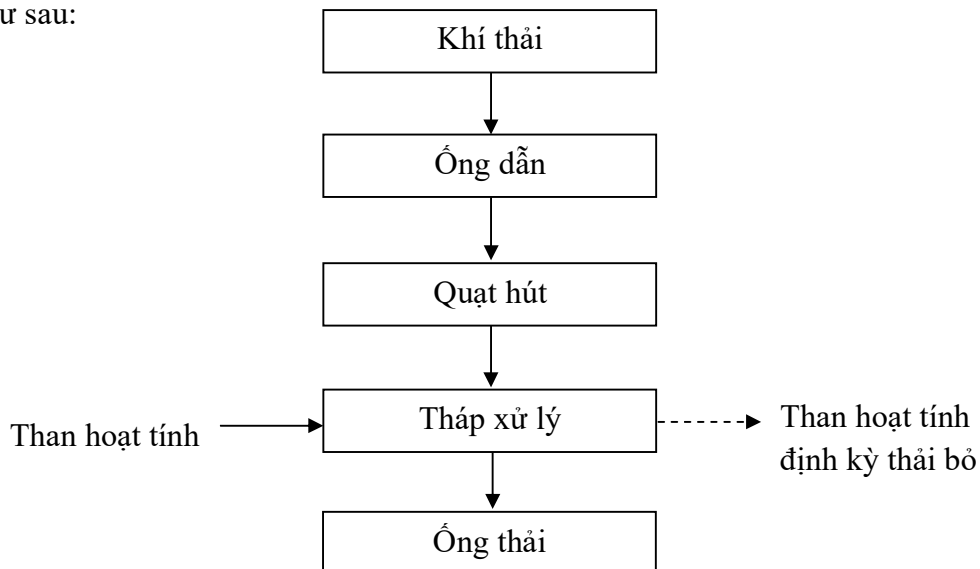 ư sau:
Khí thải
Ống dẫn
Quạt hút
Than hoạt tính
Tháp xử lý
Than hoạt tính
định kỳ thải bỏ
Ống thải